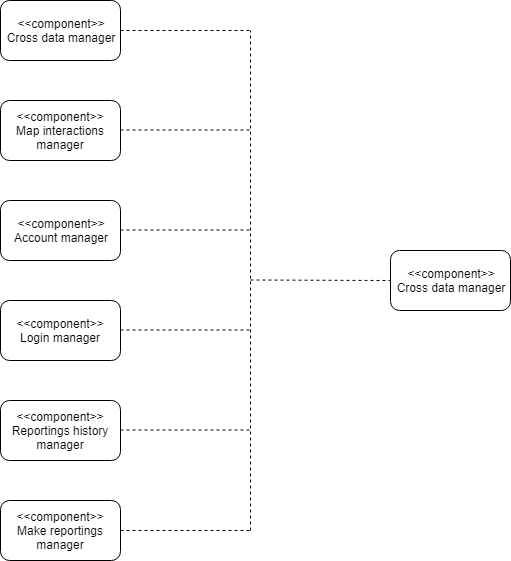 <<component>>
Cross data manager
<<component>>
Map interactions
manager
<<component>>
Account manager
<<component>>
Cross data manager
<<component>>
Login manager
<<component>>
Reportings history
manager
<<component>>
Make reportings
manager